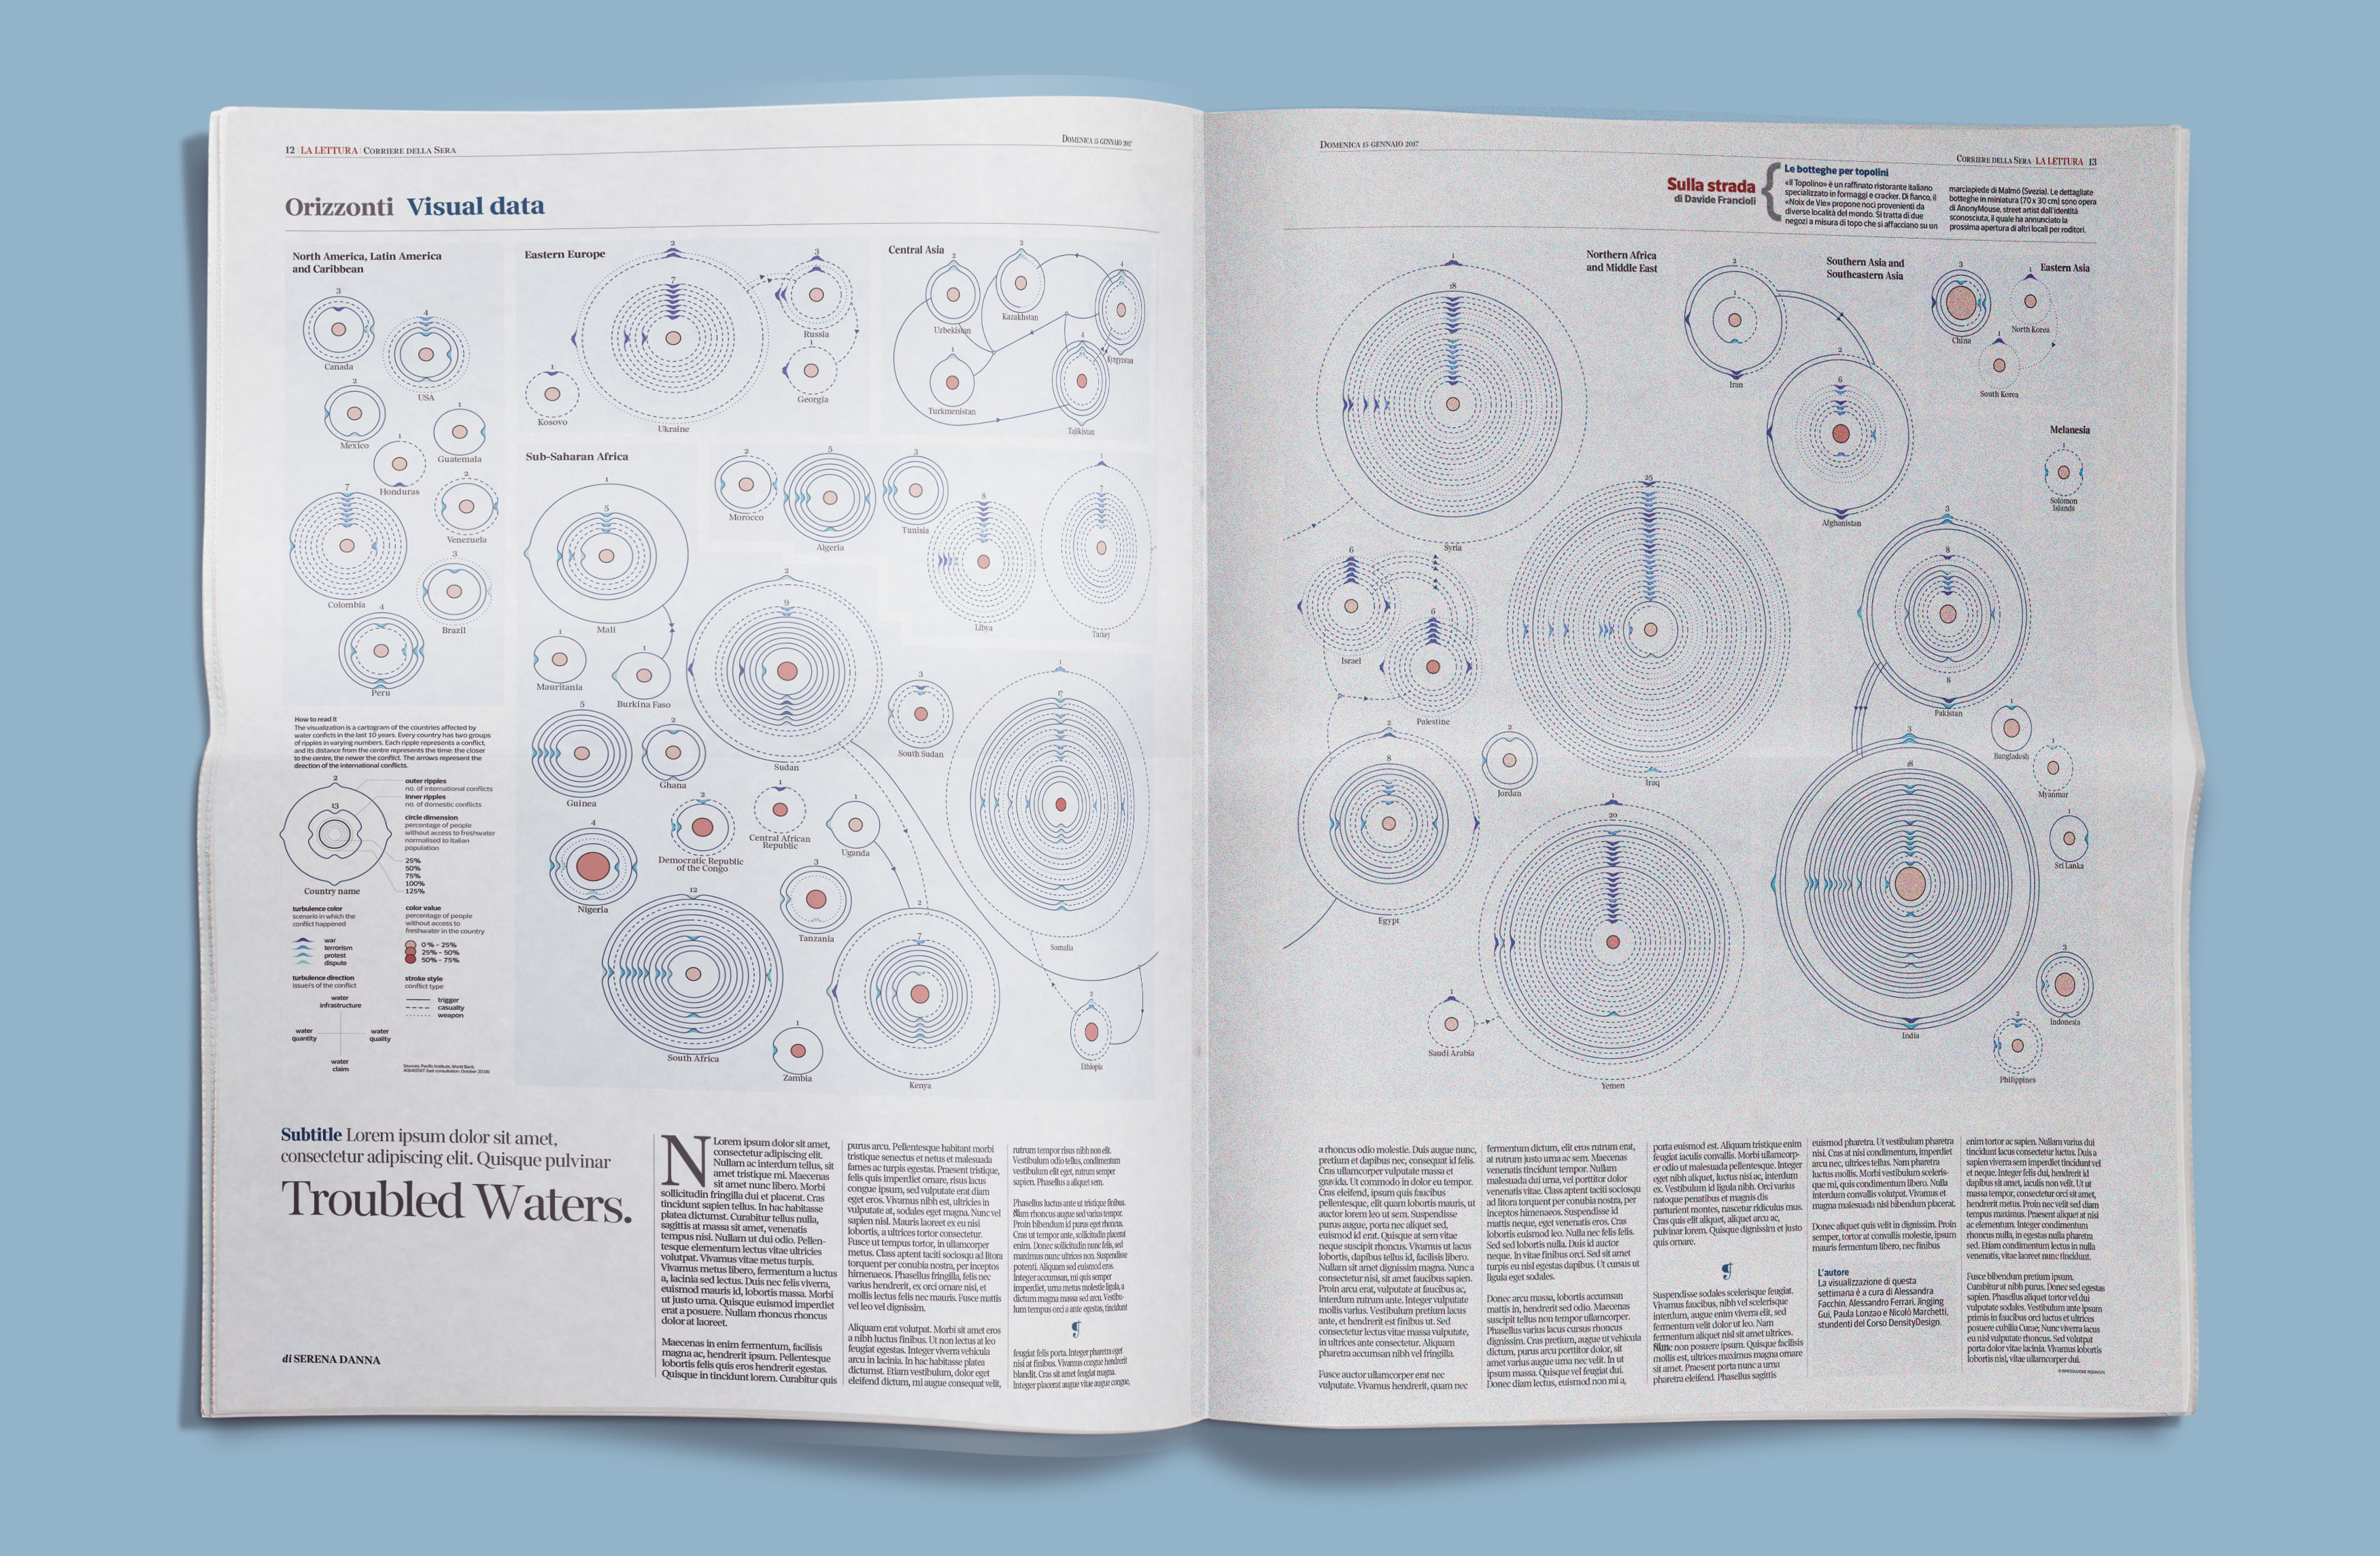 12 | LA LETTURA | CORRIERE DELLA SERA
DOMENICA 15 GENNAIO 2017
Orizzonti Visual data
North America, Latin America
and Caribbean
3
Canada
4
USA
2
Mexico
1
Guatemala
1
Honduras
2
Venezuela
7
Colombia
3
Brazil
4
Peru
Eastern Europe
2
7
Ukraine
3
Russia
1
Georgia
1
Kosovo
Central Asia
2
Uzbekistan
2
Kazakhstan
4
Kyrgyzstan
1
Turkmenistan
4
Tajikistan
Sub-Saharan Africa
1
5
Mali
2
Morocco
5
Algeria
3
Tunisia
8
Libya
1
7
Turkey
1
Mauritania
1
Burkina Faso
2
9
Sudan
3
South Sudan
1
17
Somalia
5
Guinea
2
Ghana
2
Democratic Republic
of the Congo
1
Central African
Republic
1
Uganda
4
Nigeria
3
Tanzania
12
South Africa
1
Zambia
2
7
Kenya
2
Ethiopia
How to read it
The visualization is a cartogram of the countries affected by
water conficts in the last 10 years. Every country has two groups
of ripples in varying numbers. Each ripple represents a conflict,
and its distance from the centre represents the time: the closer
to the centre, the newer the conflict. The arrows represent the
direction of the international conflicts.
2
13
Country name
outer ripples
no. of international conflicts
inner ripples
no. of domestic conflicts
circle dimension
percentage of people
without access to freshwater
normalised to Italian
population
25%
50%
75%
100%
125%
turbulence color
scenario in which the
conflict happened
war
terrorism
protest
dispute
color value
percentage of people
without access to
freshwater in the country
0% - 25%
25% - 50%
50% - 75%
turbulence direction
issue/s of the conflict
water
infrastructure
water
quantity
water
quality
water
claim
stroke style
conflict type
trigger
casualty
weapon
Sources: Pacific Institute, World Bank,
AQUASTAT (last consultation: October 2016)
Subtitle Lorem ipsum dolor sit amet,
consectetur adipiscing elit. Quisque pulvinar
Troubled Waters.
di SERENA DANNA
N Lorem ipsum dolor sit amet,
consectetur adipiscing elit.
Nullam ac interdum tellus, sit
amet tristique mi. Maecenas
sit amet nunc libero. Morbi
sollicitudin fringilla dui et placerat. Cras
tincidunt sapien tellus. In hac habitasse
platea dictumst. Curabitur tellus nulla,
sagittis at massa sit amet, venenatis
tempus nisi. Nullam ut dui odio. Pellen-
tesque elementum lectus vitae ultricies
volutpat. Vivamus vitae metus turpis.
Vivamus metus libero, fermentum a luctus
a, lacinia sed lectus. Duis nec felis viverra,
euismod mauris id, lobortis massa. Morbi
ut justo urna. Quisque euismod imperdiet
erat a posuere. Nullam rhoncus rhoncus
dolor at laoreet.
Maecenas in enim fermentum, facilisis
magna ac, hendrerit ipsum. Pellentesque
lobortis felis quis eros hendrerit egestas.
Quisque in tincidunt lorem. Curabitur quis
purus arcu. Pellentesque habitant morbi
tristique senectus et netus et malesuada
fames ac turpis egestas. Praesent tristique,
felis quis imperdiet ornare, risus lacus
congue ipsum, sed vulputate erat diam
eget eros. Vivamus nibh est, ultricies in
vulputate at, sodales eget magna. Nunc vel
sapien nisl. Mauris laoreet ex eu nisi
lobortis, a ultrices tortor consectetur.
Fusce ut tempus tortor, in ullamcorper
metus. Class aptent taciti sociosqu ad litora
torquent per conubia nostra, per inceptos
himenaeos. Phasellus fringilla, felis nec
varius hendrerit, ex orci ornare nisi, et
mollis lectus felis nec mauris. Fusce mattis
vel leo vel dignissim.
Aliquam erat volutpat. Morbi sit amet eros
a nibh luctus finibus. Ut non lectus at leo
feugiat egestas. Integer viverra vehicula
arcu in lacinia. In hac habitasse platea
dictumst. Etiam vestibulum, dolor eget
eleifend dictum, mi augue consequat velit,
rutrum tempor risus nibh non elit.
Vestibulum odio tellus, condimentum
vestibulum elit eget, rutrum semper
sapien. Phasellus a aliquet sem.
Phasellus luctus ante ut tristique finibus.
Nam rhoncus augue sed varius tempor.
Proin bibendum id purus eget rhoncus.
Cras ut tempor ante, sollicitudin placerat
enim. Donec sollicitudin nunc felis, sed
maximus nunc ultrices non. Suspendisse
potenti. Aliquam sed euismod eros.
Integer accumsan, mi quis semper
imperdiet, urna metus molestie ligula, a
dictum magna massa sed arcu. Vestibu-
lum tempus orci a ante egestas, tincidunt
¶
feugiat felis porta. Integer pharetra eget
nisi at finibus. Vivamus congue hendrerit
blandit. Cras sit amet feugiat magna.
Integer placerat augue vitae augue congue,
DOMENICA 15 GENNAIO 2017
CORRIERE DELLA SERA | LA LETTURA | 13
Sulla strada
di Davide Francioli
Le botteghe per topolini
«Il Topolino» è un raffinato ristorante italiano
specializzato in formaggi e cracker. Di fianco, il
«Noix de Vie» propone noci provenienti da
diverse località del mondo. Si tratta di due
negozi a misura di topo che si affacciano su un
marciapiede di Malmö (Svezia). Le dettagliate
botteghe in miniatura (70 x 30 cm) sono opera
di AnonyMouse, street artist dall'identità
sconosciuta, il quale ha annunciato la
prossima apertura di altri locali per roditori.
Northern Africa
and Middle East
1
18
Syria
6
Israel
6
Palestine
25
Iraq
2
8
Egypt
2
Jordan
1
20
Yemen
1
Saudi Arabia
Southern Asia and
Southeastern Asia
2
1
Iran
2
6
Afghanistan
3
8
8
Pakistan
1
Bangladesh
1
Myanmar
3
18
India
1
Sri Lanka
3
Indonesia
2
Philippines
Eastern Asia
3
China
1
North Korea
1
South Korea
Melanesia
1
Solomon
Islands
a rhoncus odio molestie. Duis augue nunc,
pretium et dapibus nec, consequat id felis.
Cras ullamcorper vulputate massa et
gravida. Ut commodo in dolor eu tempor.
Cras eleifend, ipsum quis faucibus
pellentesque, elit quam lobortis mauris, ut
auctor lorem leo ut sem. Suspendisse
purus augue, porta nec aliquet sed,
euismod id erat. Quisque at sem vitae
neque suscipit rhoncus. Vivamus ut lacus
lobortis, dapibus tellus id, facilisis libero.
Nullam sit amet dignissim magna. Nunc a
consectetur nisi, sit amet faucibus sapien.
Proin arcu erat, vulputate at faucibus ac,
interdum rutrum ante. Integer vulputate
mollis varius. Vestibulum pretium lacus
ante, et hendrerit est finibus ut. Sed
consectetur lectus vitae massa vulputate,
in ultrices ante consectetur. Aliquam
pharetra accumsan nibh vel fringilla.
Fusce auctor ullamcorper erat nec
vulputate. Vivamus hendrerit, quam nec
fermentum dictum, elit eros rutrum erat,
at rutrum justo urna ac sem. Maecenas
venenatis tincidunt tempor. Nullam
malesuada dui urna, vel porttitor dolor
venenatis vitae. Class aptent taciti sociosqu
ad litora torquent per conubia nostra, per
inceptos himenaeos. Suspendisse id
mattis neque, eget venenatis eros. Cras
lobortis euismod leo. Nulla nec felis felis.
Sed sed lobortis nulla. Duis id auctor
neque. In vitae finibus orci. Sed sit amet
turpis eu nisl egestas dapibus. Ut cursus ut
ligula eget sodales.
Donec arcu massa, lobortis accumsan
mattis in, hendrerit sed odio. Maecenas
suscipit tellus non tempor ullamcorper.
Phasellus varius lacus cursus rhoncus
dignissim. Cras pretium, augue ut vehicula
dictum, purus arcu porttitor dolor, sit
amet varius augue urna nec velit. In ut
ipsum massa. Quisque vel feugiat dui.
Donec diam lectus, euismod non mi a,
porta euismod est. Aliquam tristique enim
feugiat iaculis convallis. Morbi ullamcorp-
er odio ut malesuada pellentesque. Integer
eget nibh aliquet, luctus nisi ac, interdum
ex. Vestibulum id ligula nibh. Orci varius
natoque penatibus et magnis dis
parturient montes, nascetur ridiculus mus.
Cras quis elit aliquet, aliquet arcu ac,
pulvinar lorem. Quisque dignissim et justo
quis ornare.
¶
Suspendisse sodales scelerisque feugiat.
Vivamus faucibus, nibh vel scelerisque
interdum, augue enim viverra elit, sed
fermentum velit dolor ut leo. Nam
fermentum aliquet nisl sit amet ultrices.
Nunc non posuere ipsum. Quisque facilisis
mollis est, ultrices maximus magna ornare
sit amet. Praesent porta nunc a urna
pharetra eleifend. Phasellus sagittis
euismod pharetra. Ut vestibulum pharetra
nisi. Cras at nisi condimentum, imperdiet
arcu nec, ultrices tellus. Nam pharetra
luctus mollis. Morbi vestibulum sceleris-
que mi, quis condimentum libero. Nulla
interdum convallis volutpat. Vivamus et
magna malesuada nisl bibendum placerat.
Donec aliquet quis velit in dignissim. Proin
semper, tortor at convallis molestie, ipsum
mauris fermentum libero, nec finibus
L'autore
La visualizzazione di questa
settimana è a cura di Alessandra
Facchin, Alessandro Ferrari, Jingjing
Gui, Paula Lonzao e Nicolò Marchetti,
stundenti del Corso DensityDesign.
enim tortor ac sapien. Nullam varius dui
tincidunt lacus consectetur luctus. Duis a
sapien viverra sem imperdiet tincidunt vel
et neque. Integer felis dui, hendrerit id
dapibus sit amet, iaculis non velit. Ut ut
massa tempor, consectetur orci sit amet,
hendrerit metus. Proin nec velit sed diam
tempus maximus. Praesent aliquet at nisi
ac elementum. Integer condimentum
rhoncus nulla, in egestas nulla pharetra
sed. Etiam condimentum lectus in nulla
venenatis, vitae laoreet nunc tincidunt.
Fusce bibendum pretium ipsum.
Curabitur at nibh purus. Donec sed egestas
sapien. Phasellus aliquet tortor vel dui
vulputate sodales. Vestibulum ante ipsum
primis in faucibus orci luctus et ultrices
posuere cubilia Curae; Nunc viverra lacus
eu nisl vulputate rhoncus. Sed volutpat
porta dolor vitae lacinia. Vivamus lobortis
lobortis nisl, vitae ullamcorper dui.
© RIPRODUZIONE RISERVATA